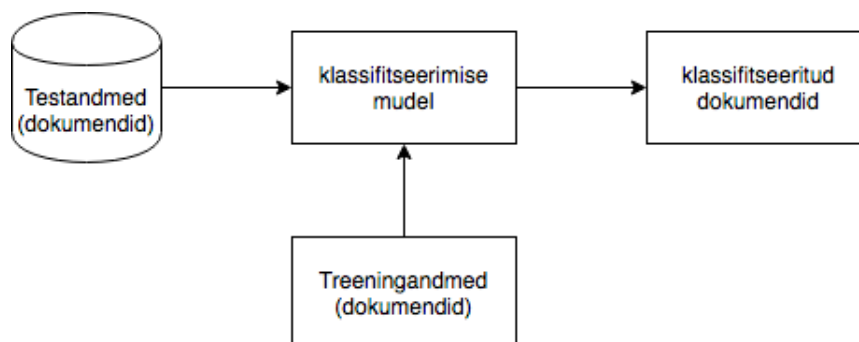 Testandmed
(dokumendid)
klassifitseerimise
mudel
klassifitseeritud
dokumendid
Treeningandmed
(dokumendid)